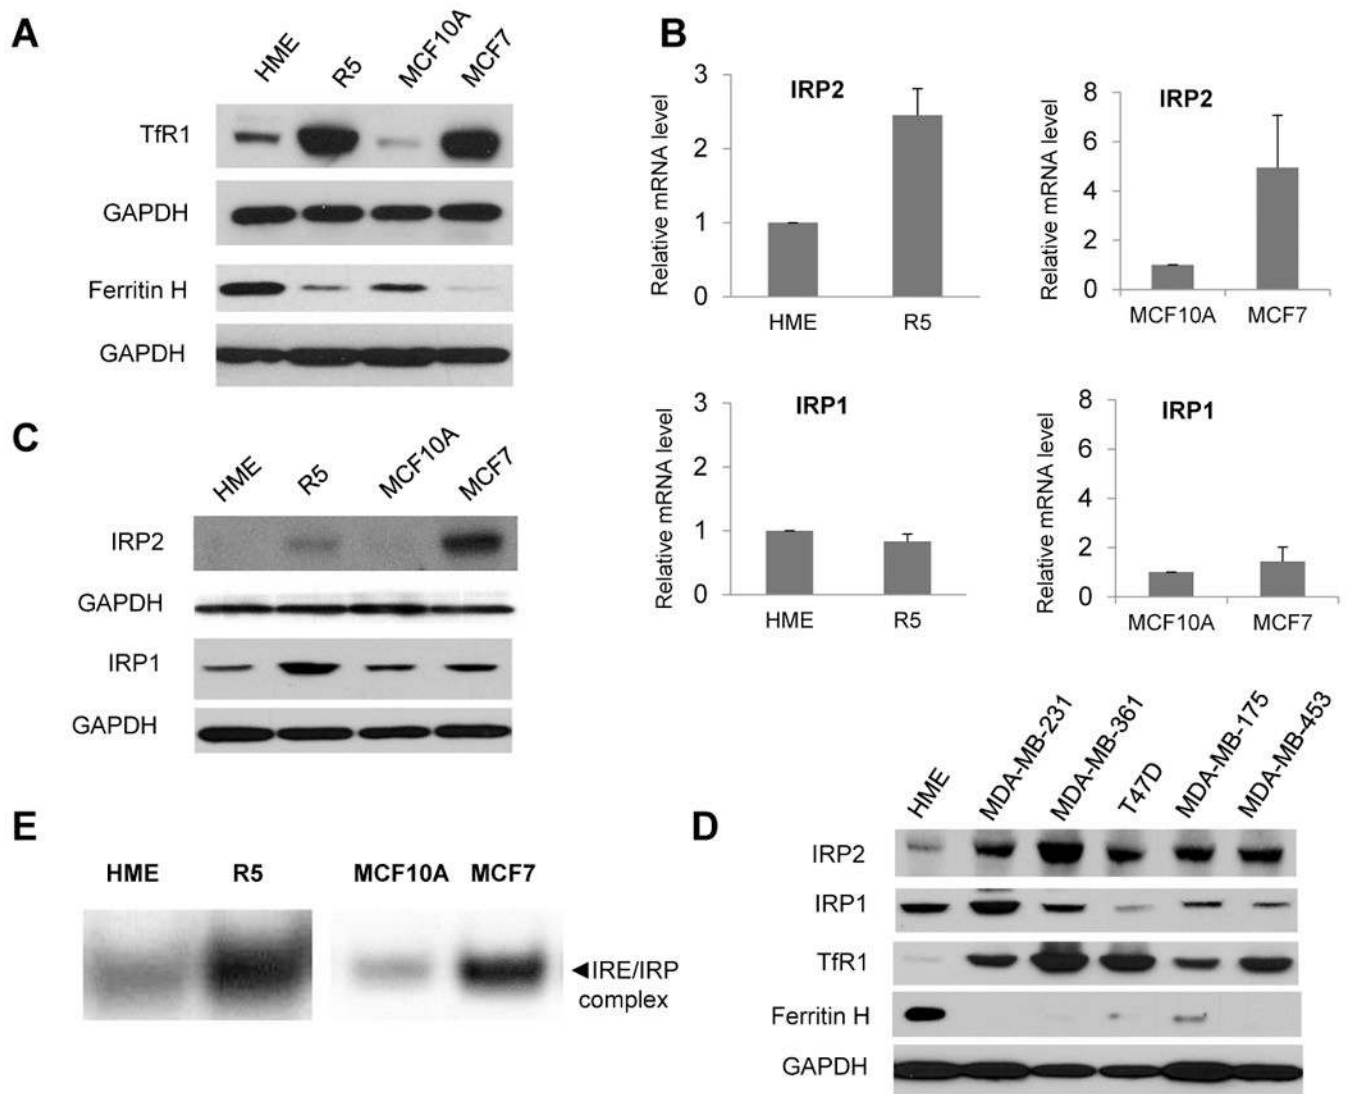 A
HME R5 MCF10A MCF7
TfR1
GAPDH
Ferritin H
GAPDH
B
IRP2
Relative mRNA level
3
2
1
0
HME R5
IRP2
Relative mRNA level
8
6
4
2
0
MCF10A MCF7
IRP1
Relative mRNA level
3
2
1
0
HME R5
IRP1
Relative mRNA level
8
6
4
2
0
MCF10A MCF7
C
HME R5 MCF10A MCF7
IRP2
GAPDH
IRP1
GAPDH
E
HME R5 MCF10A MCF7
◄IRE/IRP
complex
D
HME MDA-MB-231 MDA-MB-361 T47D MDA-MB-175 MDA-MB-453
IRP2
IRP1
TfR1
Ferritin H
GAPDH